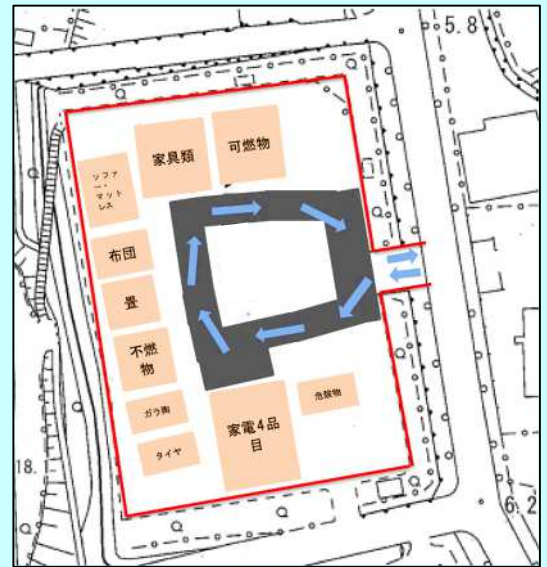 5.8
家具類
可燃物
ソファ
ー・
マット
レス
布団
畳
不燃
物
ガラ陶
タイヤ
家電4品
目
危険物
18.
6.2